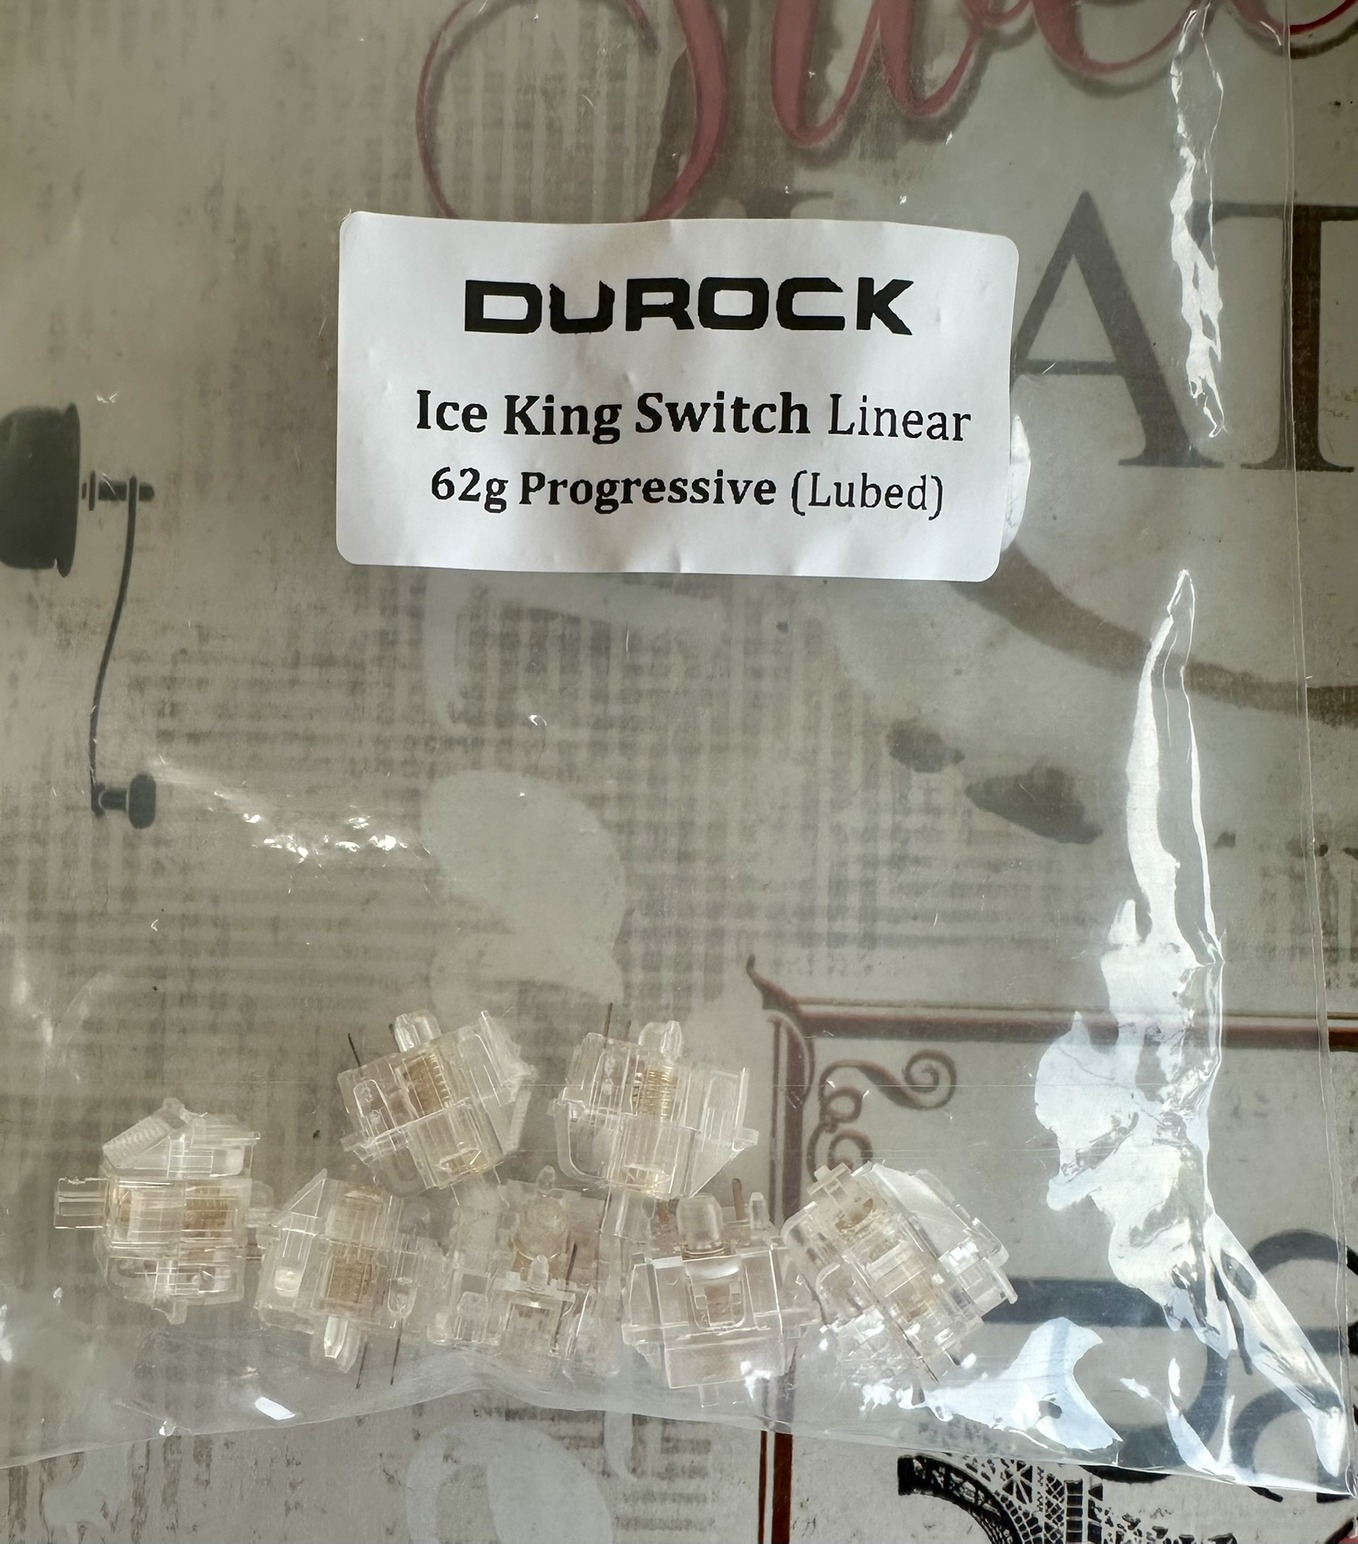 DUROCK
Ice King Switch Linear
62g Progressive (Lubed)